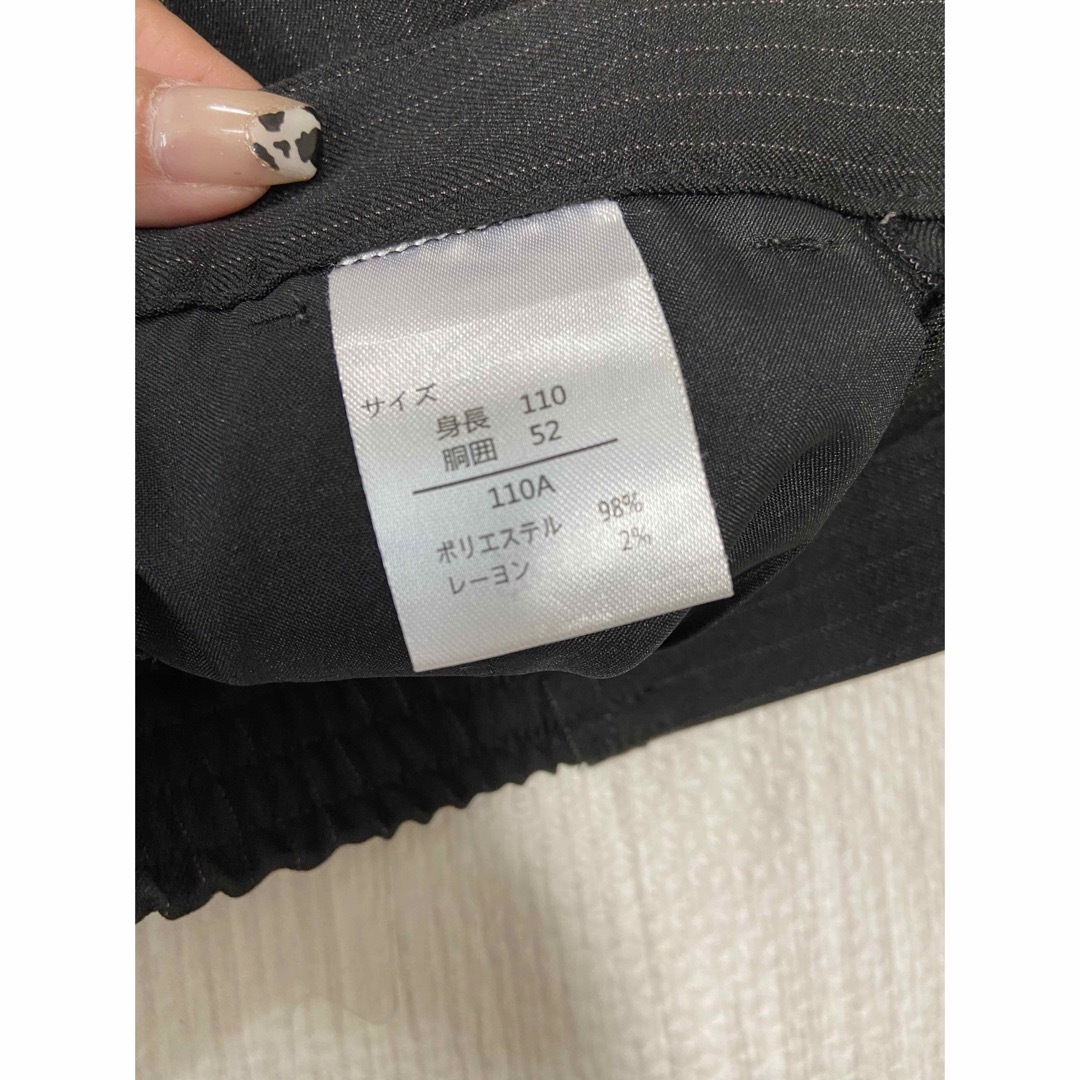 サイズ
身長 110
胴囲 52
110A
ポリエステル 98%
レーヨン 2%